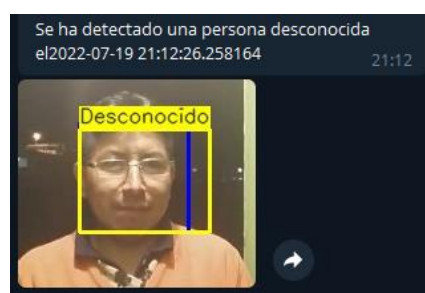 Se ha detectado una persona desconocida
el2022-07-19 21:12:26.258164
21:12
Desconocido